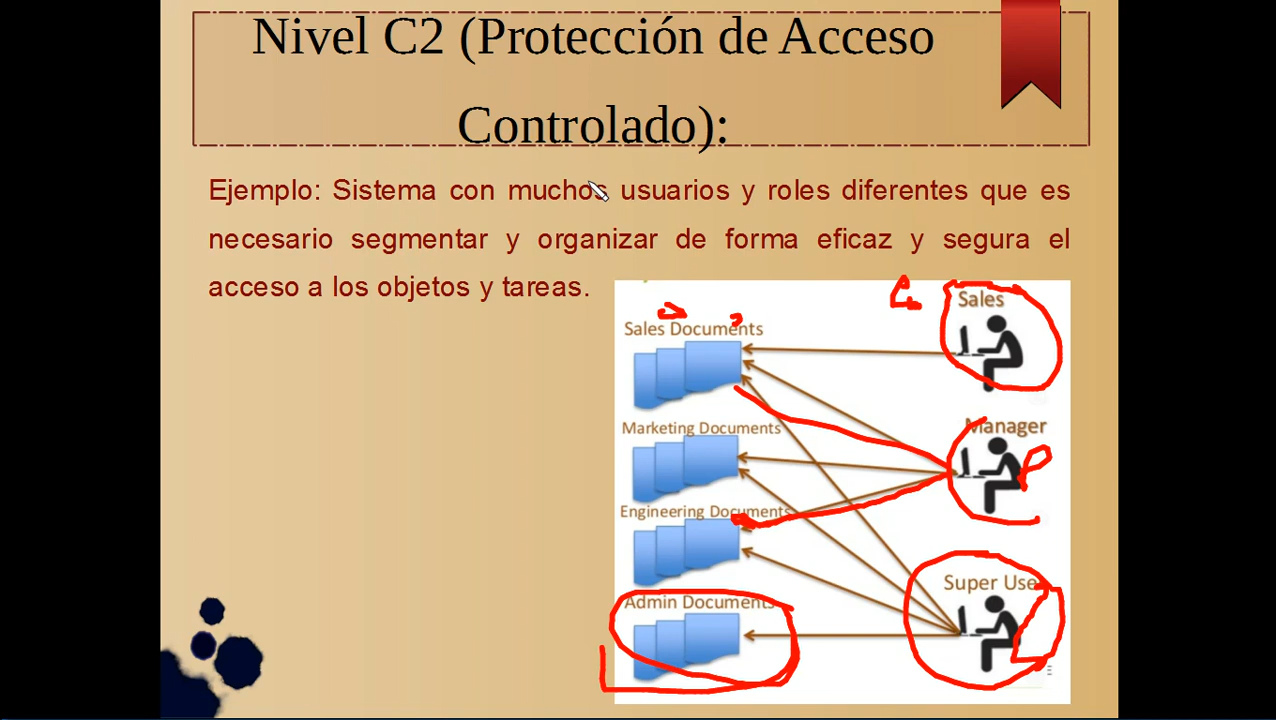 Nivel C2 (Protección de Acceso
Controlado):
Ejemplo: Sistema con muchos usuarios y roles diferentes que es
necesario segmentar y organizar de forma eficaz y segura el
acceso a los objetos y tareas.
Sales
Sales Documents
Manager
Marketing Documents
Engineering Documents
Super User
Admin Documents